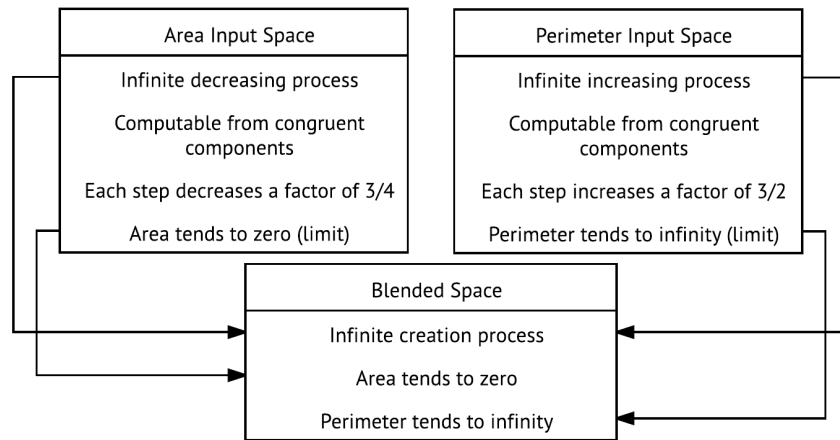 Area Input Space
Infinite decreasing process
Computable from congruent
components
Each step decreases a factor of 3/4
Area tends to zero (limit)
Perimeter Input Space
Infinite increasing process
Computable from congruent
components
Each step increases a factor of 3/2
Perimeter tends to infinity (limit)
Blended Space
Infinite creation process
Area tends to zero
Perimeter tends to infinity